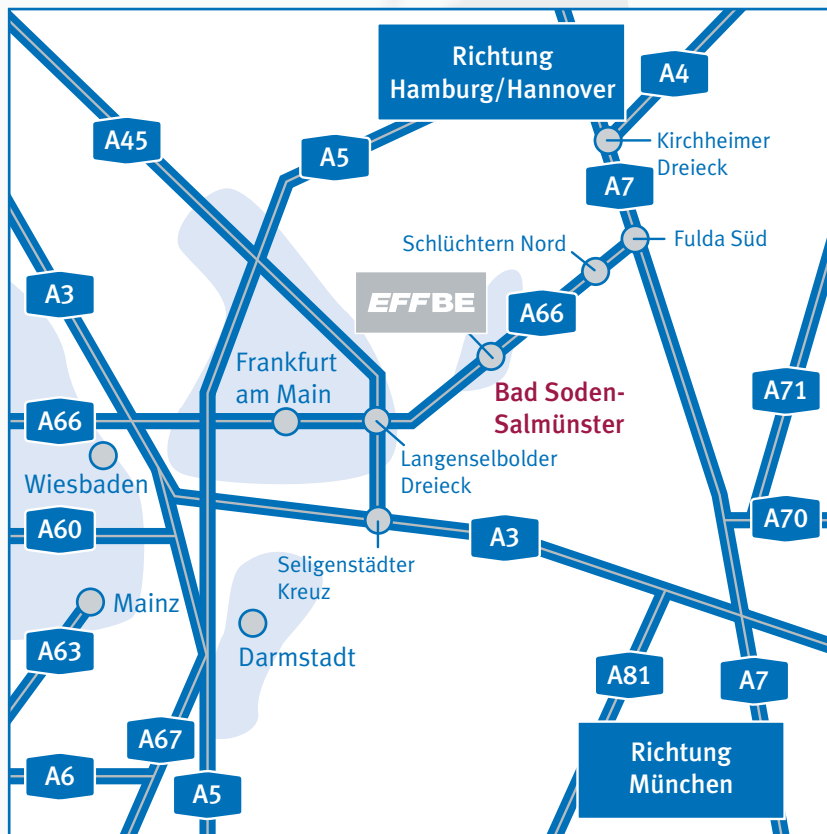 Richtung
Hamburg/Hannover
A4
A45
A5
Kirchheimer
Dreieck
A7
Schlüchtern Nord
Fulda Süd
A3
EFFBE
A66
Frankfurt
am Main
Bad Soden-
Salmünster
A71
A66
Wiesbaden
Langenselbolder
Dreieck
A60
A3
A70
Seligenstädter
Kreuz
Mainz
Darmstadt
A63
A81
A7
A67
Richtung
München
A6
A5